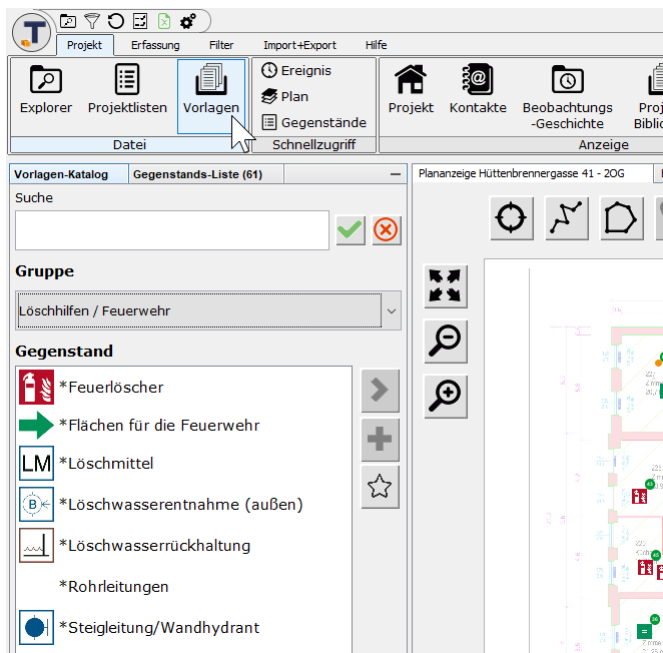 Projekt Erfassung Filter Import+Export Hilfe
Explorer Projektlisten Vorlagen
Datei
Ereignis
Plan
Gegenstände
Schnellzugriff
Projekt Kontakte Beobachtungs
-Geschichte
Anzeige
Vorlagen-Katalog Gegenstands-Liste (61)
Plananzeige Hüttenbrennergasse 41 - 2OG
Suche
Gruppe
Löschhilfen / Feuerwehr
Gegenstand
*Feuerlöscher
*Flächen für die Feuerwehr
LM *Löschmittel
B *Löschwasserentnahme (außen)
*Löschwasserrückhaltung
*Rohrleitungen
*Steigleitung/Wandhydrant